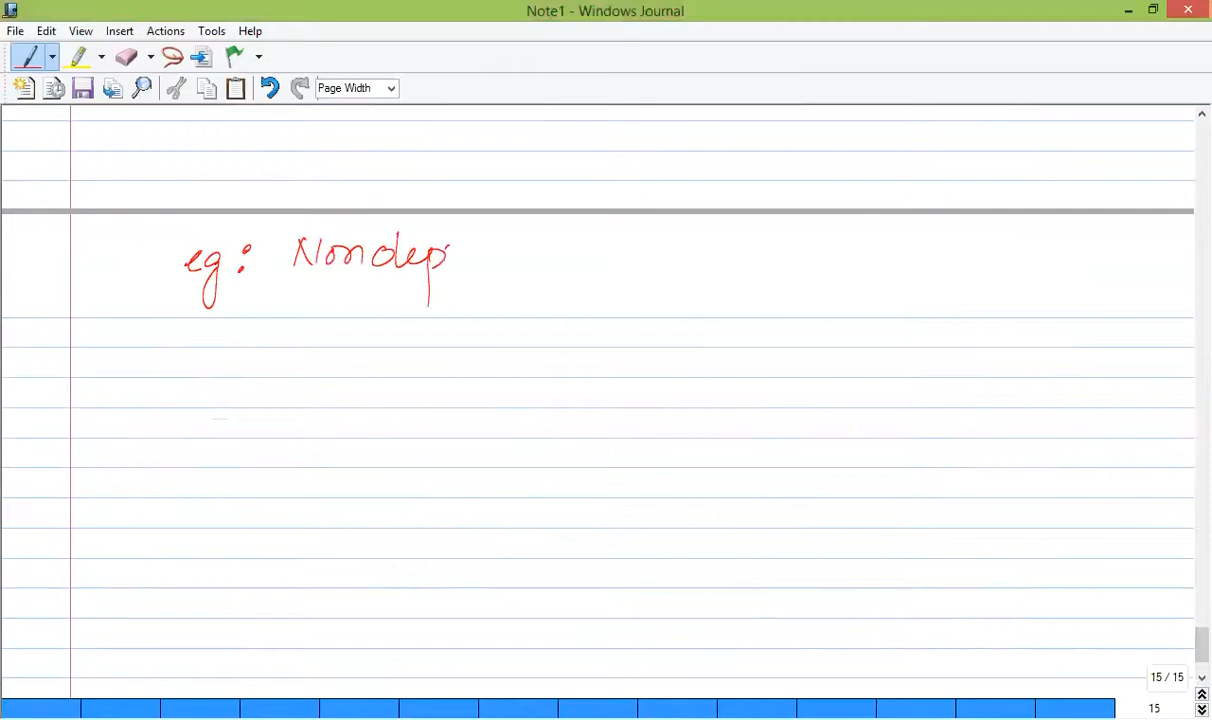 Note1 - Windows Journal
File Edit View Insert Actions Tools Help
Page Width
eg: Nondep
15 / 15
15